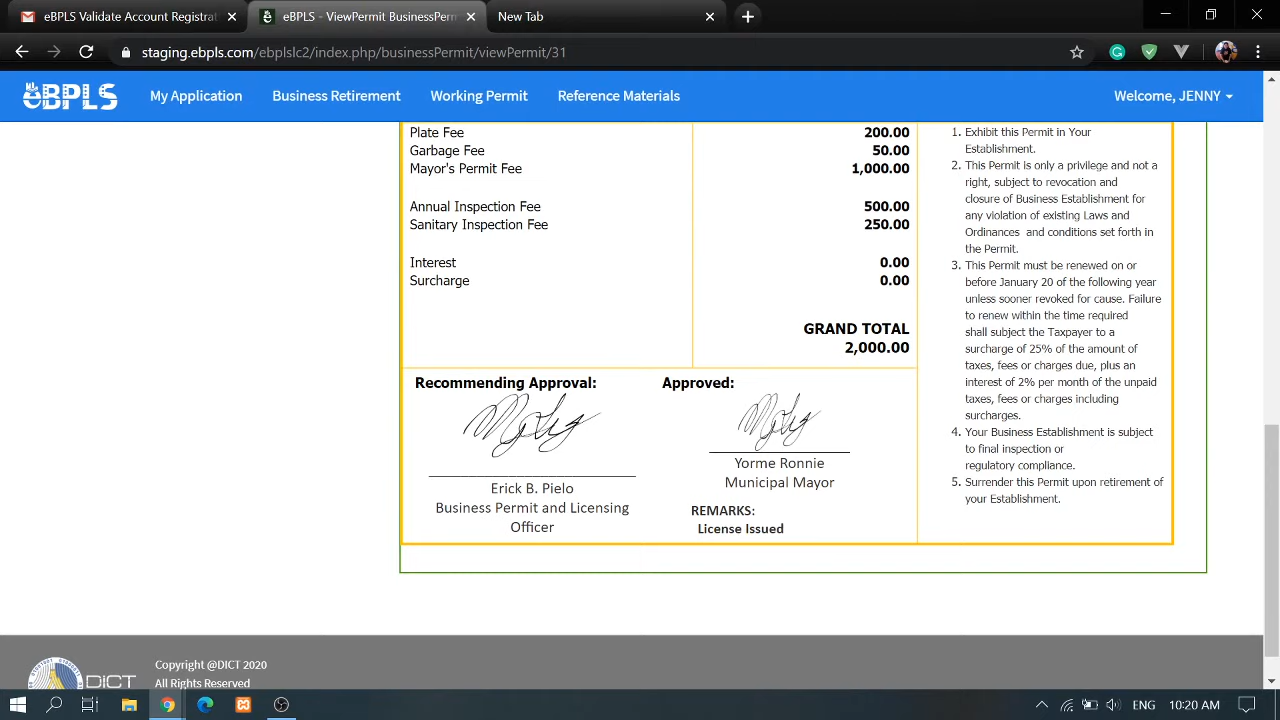 eBPLS Validate Account Registrat
eBPLS - ViewPermit BusinessPerm
New Tab
staging.ebpls.com/ebplslc2/index.php/businessPermit/viewPermit/31
eBPLS
My Application
Business Retirement
Working Permit
Reference Materials
Welcome, JENNY
Plate Fee 200.00
Garbage Fee 50.00
Mayor's Permit Fee 1,000.00
Annual Inspection Fee 500.00
Sanitary Inspection Fee 250.00
Interest 0.00
Surcharge 0.00
GRAND TOTAL
2,000.00
Recommending Approval:
Erick B. Pielo
Business Permit and Licensing
Officer
Approved:
Yorme Ronnie
Municipal Mayor
REMARKS:
License Issued
1. Exhibit this Permit in Your
Establishment.
2. This Permit is only a privilege and not a
right, subject to revocation and
closure of Business Establishment for
any violation of existing Laws and
Ordinances and conditions set forth in
the Permit.
3. This Permit must be renewed on or
before January 20 of the following year
unless sooner revoked for cause. Failure
to renew within the time required
shall subject the Taxpayer to a
surcharge of 25% of the amount of
taxes, fees or charges due, plus an
interest of 2% per month of the unpaid
taxes, fees or charges including
surcharges.
4. Your Business Establishment is subject
to final inspection or
regulatory compliance.
5. Surrender this Permit upon retirement of
your Establishment.
DICT
Copyright @DICT 2020
All Rights Reserved
ENG
10:20 AM